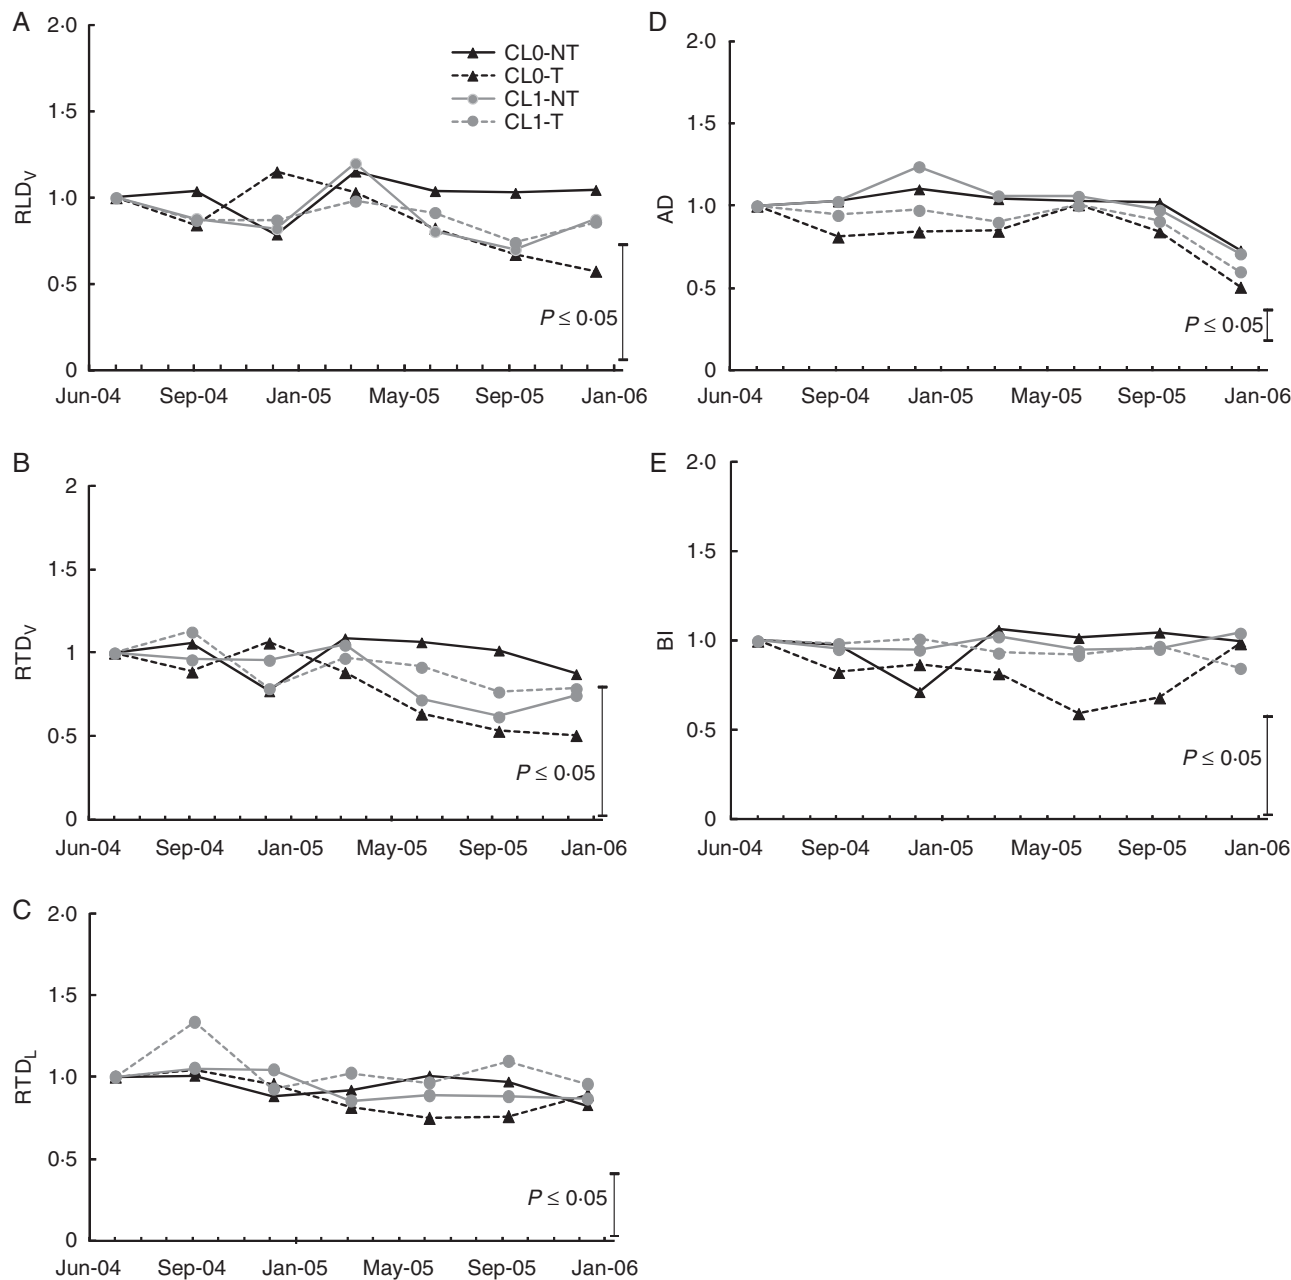 A
2·0
1·5
1·0
0·5
0
RLDV
CL0-NT
CL0-T
CL1-NT
CL1-T
P ≤ 0·05
Jun-04 Sep-04 Jan-05 May-05 Sep-05 Jan-06
D
2·0
1·5
1·0
0·5
0
AD
P ≤ 0·05
Jun-04 Sep-04 Jan-05 May-05 Sep-05 Jan-06
B
2
1·5
1
0·5
0
RTDV
P ≤ 0·05
Jun-04 Sep-04 Jan-05 May-05 Sep-05 Jan-06
E
2·0
1·5
1·0
0·5
0
BI
P ≤ 0·05
Jun-04 Sep-04 Jan-05 May-05 Sep-05 Jan-06
C
2·0
1·5
1·0
0·5
0
RTDL
P ≤ 0·05
Jun-04 Sep-04 Jan-05 May-05 Sep-05 Jan-06